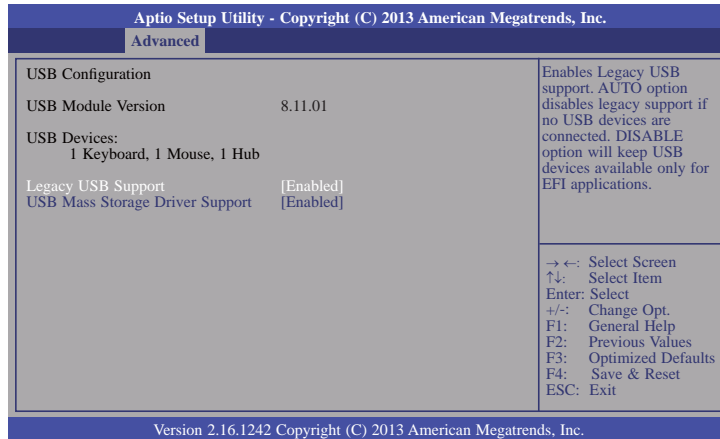 Aptio Setup Utility - Copyright (C) 2013 American Megatrends, Inc.
Advanced
USB Configuration
USB Module Version 8.11.01
USB Devices:
1 Keyboard, 1 Mouse, 1 Hub
Legacy USB Support [Enabled]
USB Mass Storage Driver Support [Enabled]
Enables Legacy USB
support. AUTO option
disables legacy support if
no USB devices are
connected. DISABLE
option will keep USB
devices available only for
EFI applications.
→ ←: Select Screen
↑↓: Select Item
Enter: Select
+/-: Change Opt.
F1: General Help
F2: Previous Values
F3: Optimized Defaults
F4: Save & Reset
ESC: Exit
Version 2.16.1242 Copyright (C) 2013 American Megatrends, Inc.